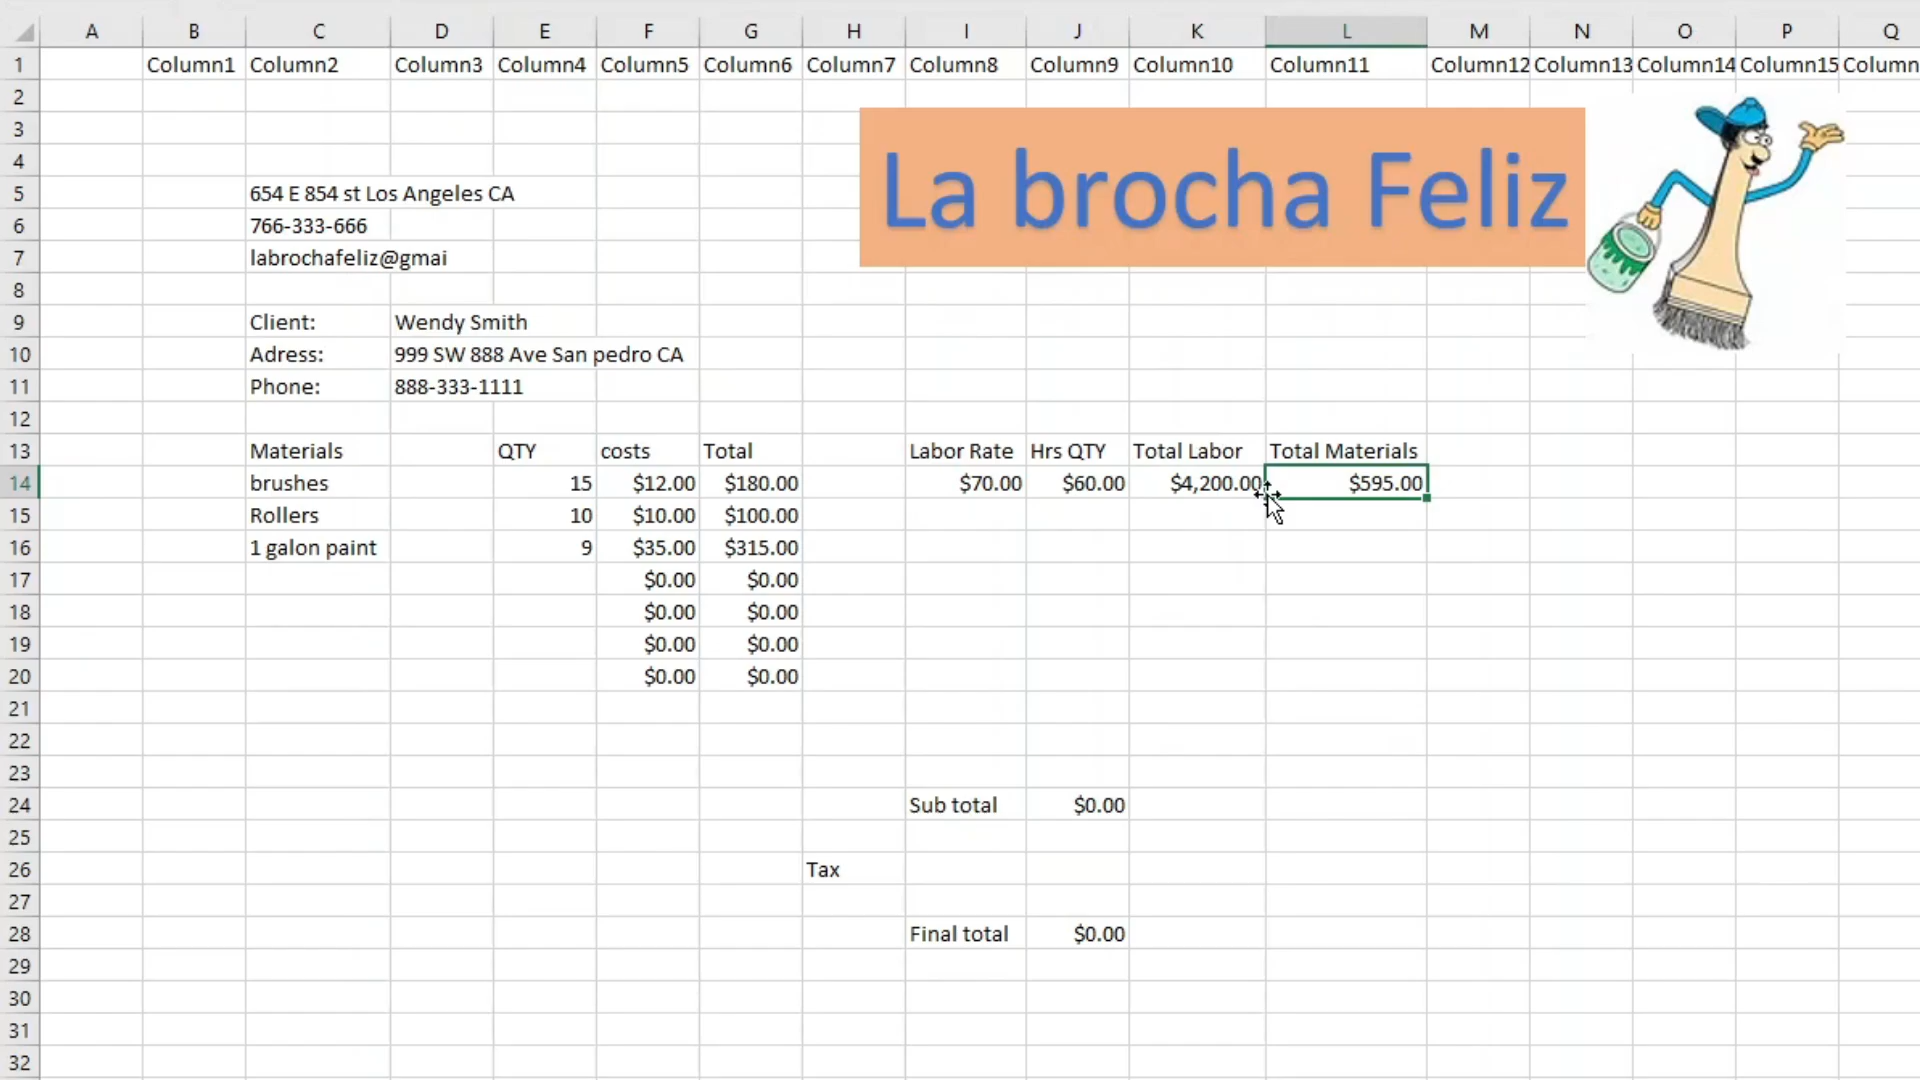 A B C D E F G H I J K L M N O P Q
1 Column1 Column2 Column3 Column4 Column5 Column6 Column7 Column8 Column9 Column10 Column11 Column12 Column13 Column14 Column15 Column
2
3
4
La brocha Feliz
5 654 E 854 st Los Angeles CA
6 766-333-666
7 labrochafeliz@gmai
8
9 Client: Wendy Smith
10 Adress: 999 SW 888 Ave San pedro CA
11 Phone: 888-333-1111
12
13 Materials QTY costs Total Labor Rate Hrs QTY Total Labor Total Materials
14 brushes 15 $12.00 $180.00 $70.00 $60.00 $4,200.00 $595.00
15 Rollers 10 $10.00 $100.00
16 1 galon paint 9 $35.00 $315.00
17 $0.00 $0.00
18 $0.00 $0.00
19 $0.00 $0.00
20 $0.00 $0.00
21
22
23
24 Sub total $0.00
25
26 Tax
27
28 Final total $0.00
29
30
31
32